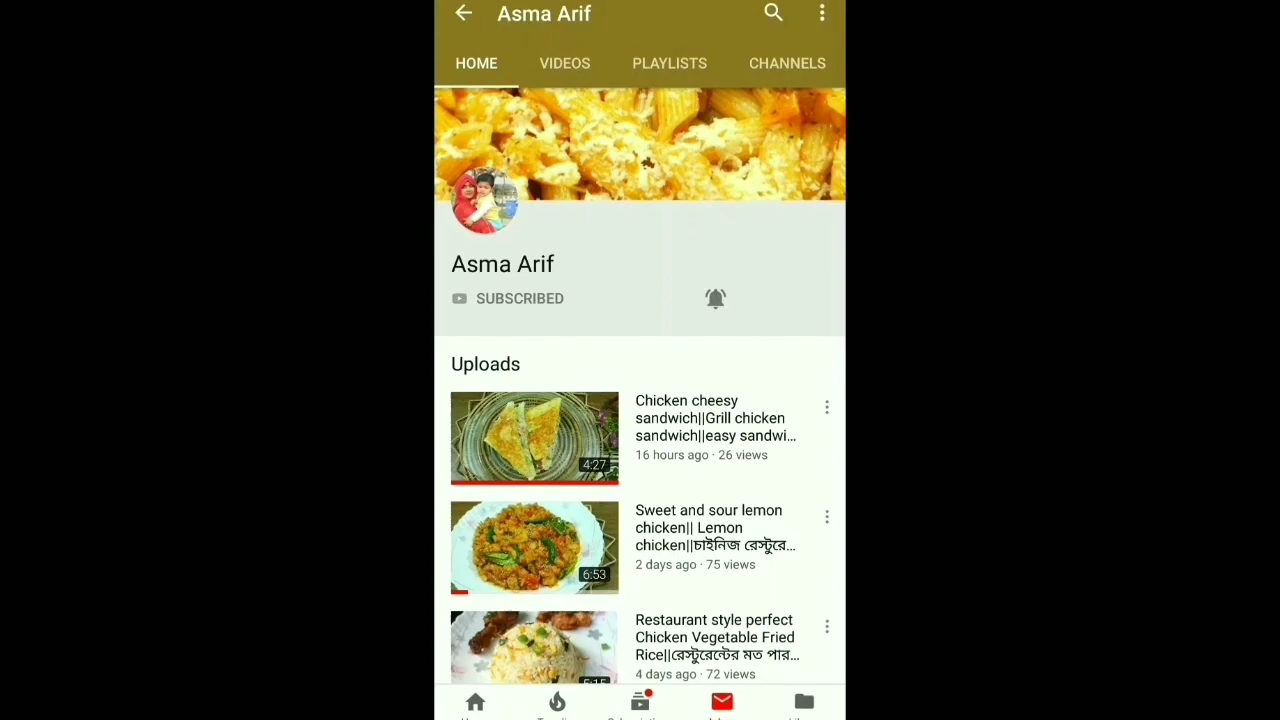 Asma Arif
HOME VIDEOS PLAYLISTS CHANNELS
Asma Arif
SUBSCRIBED
Uploads
Chicken cheesy
sandwich||Grill chicken
sandwich||easy sandwi...
16 hours ago · 26 views
4:27
Sweet and sour lemon
chicken|| Lemon
chicken||চাইনিজ রেস্টুরে...
2 days ago · 75 views
6:53
Restaurant style perfect
Chicken Vegetable Fried
Rice||রেস্টুরেন্টের মত পার...
4 days ago · 72 views